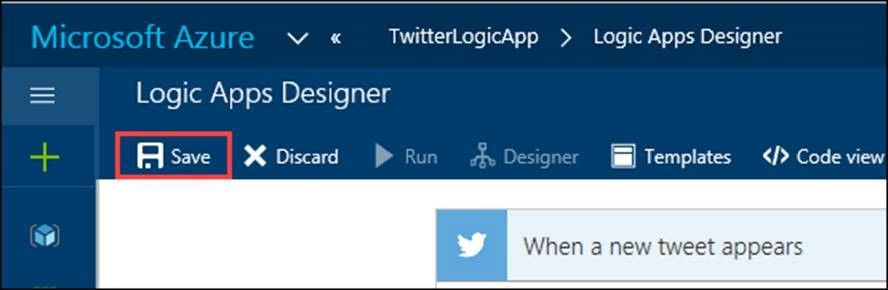 Microsoft Azure « TwitterLogicApp > Logic Apps Designer
Logic Apps Designer
Save Discard Run Designer Templates </> Code view
When a new tweet appears